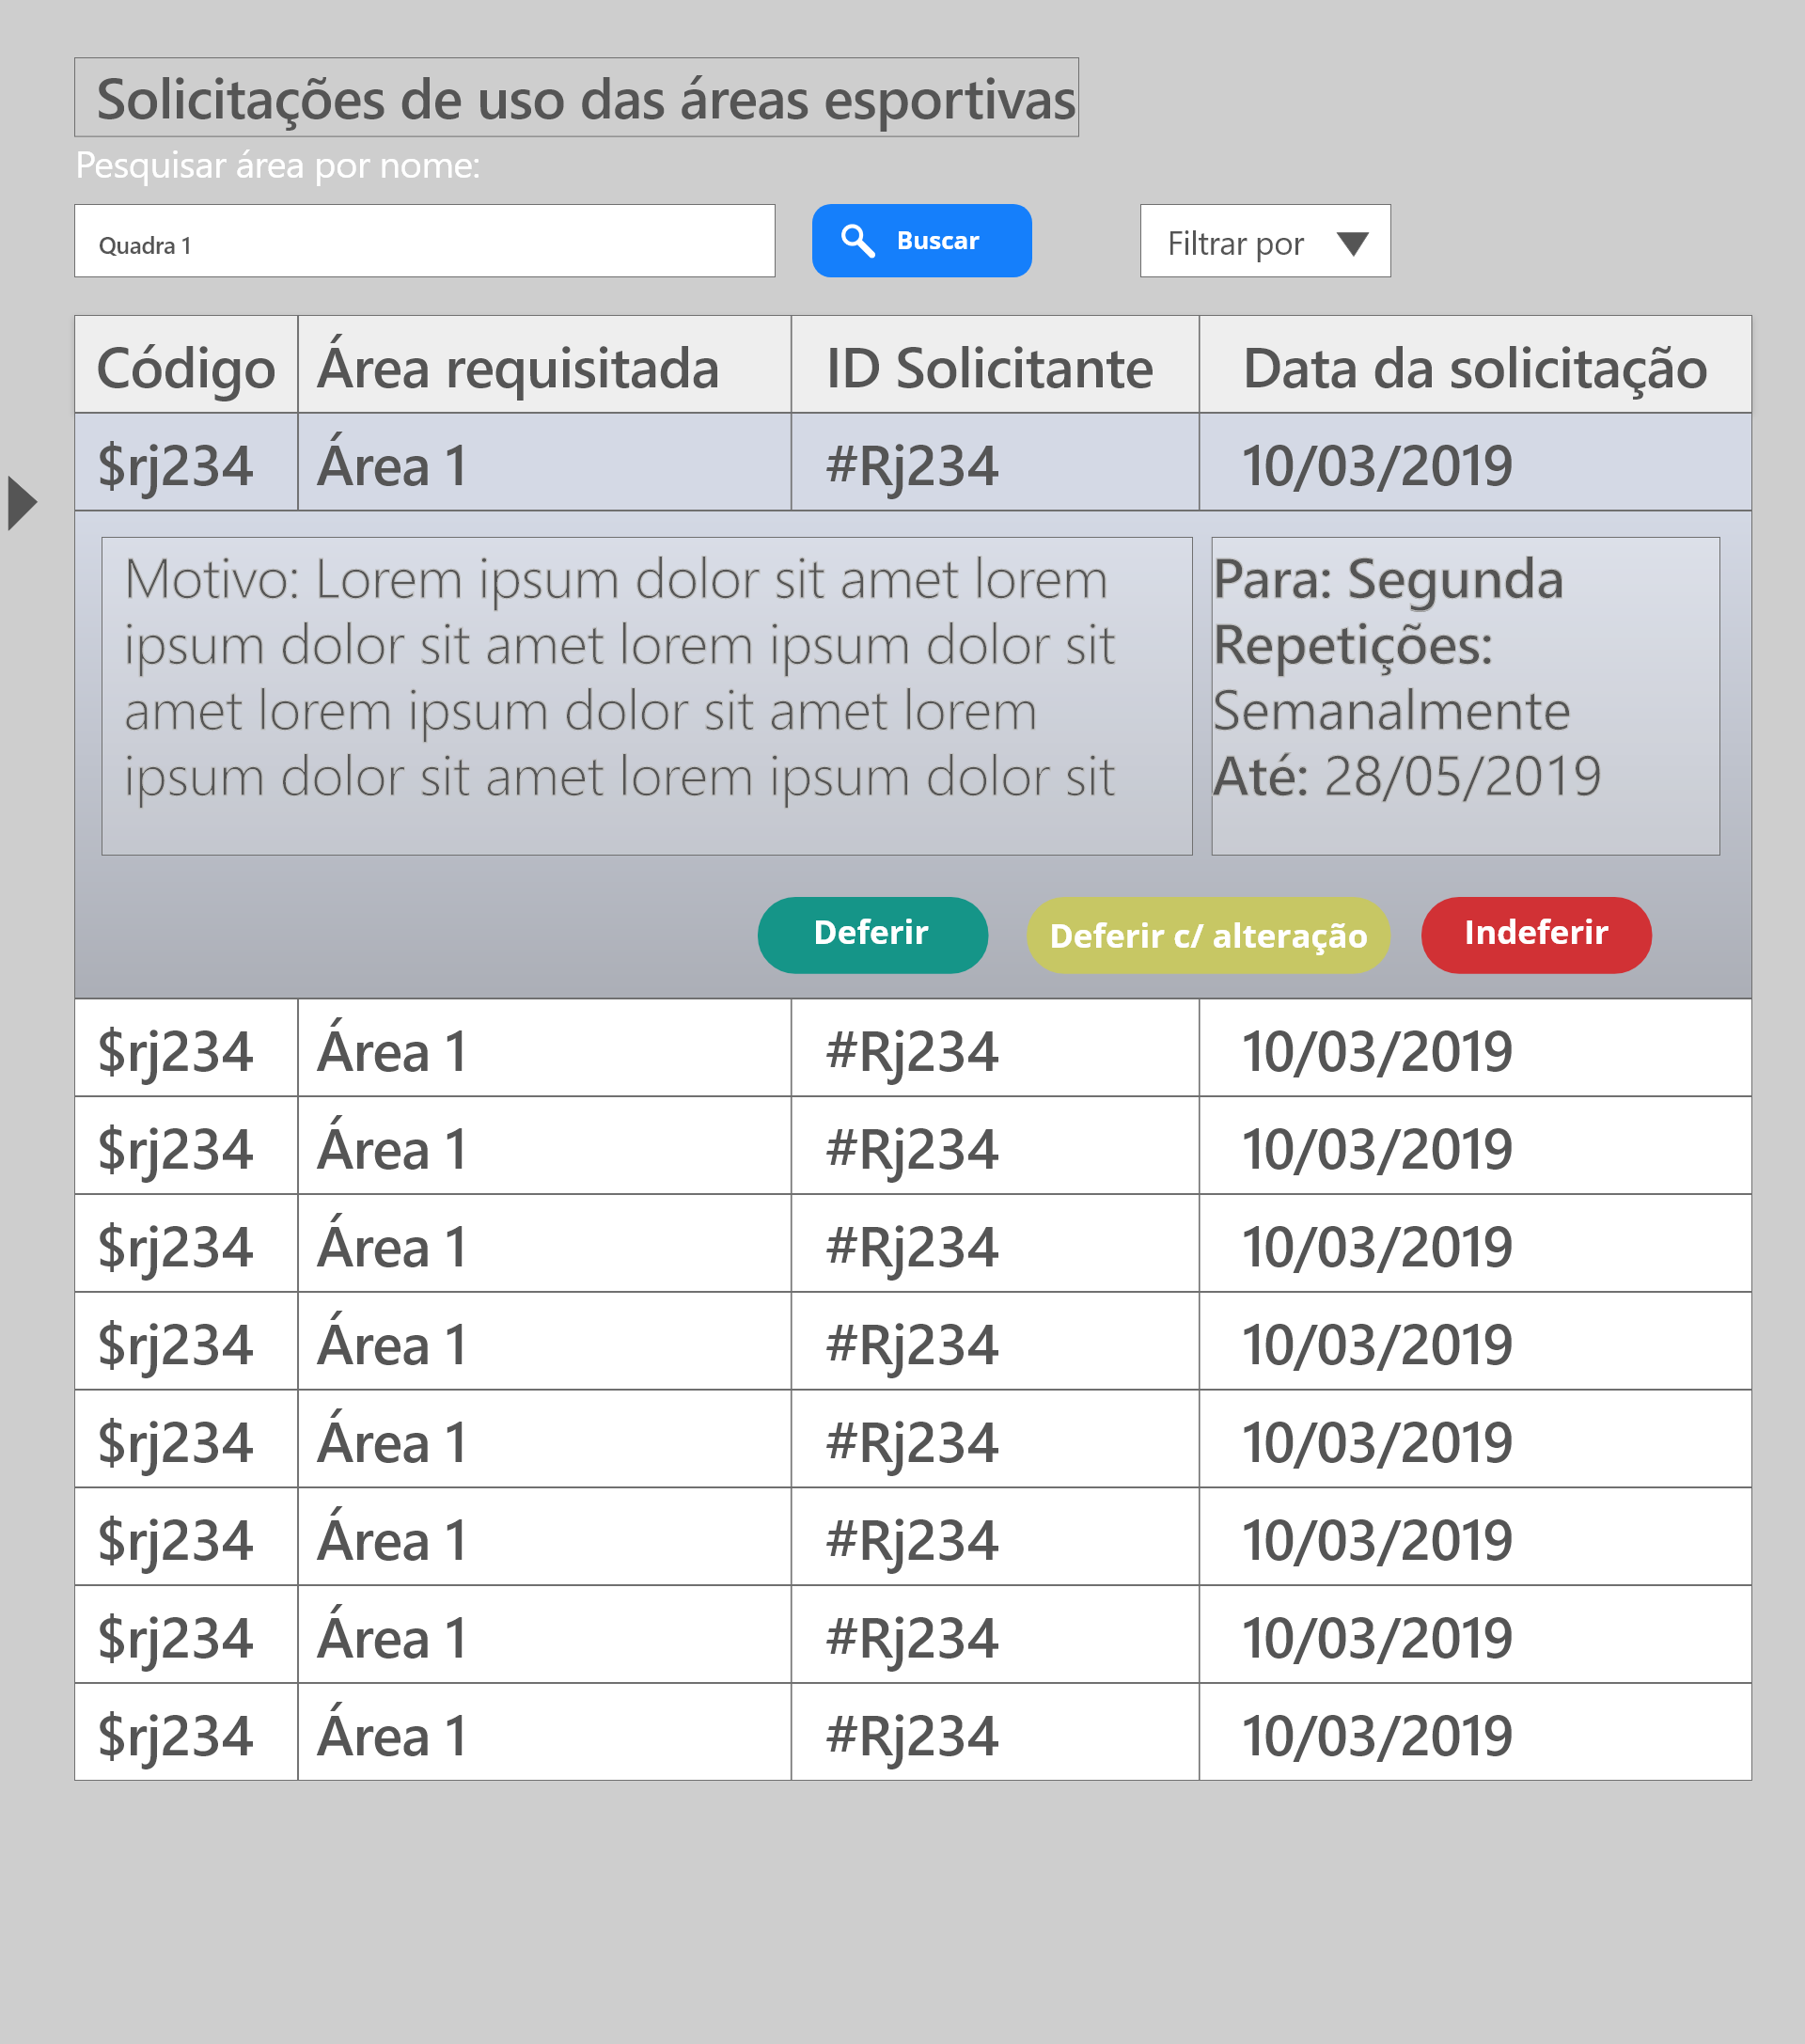 Solicitações de uso das áreas esportivas
Pesquisar área por nome:
Quadra 1
Buscar
Filtrar por
Código Área requisitada ID Solicitante Data da solicitação
$rj234 Área 1 #Rj234 10/03/2019
Motivo: Lorem ipsum dolor sit amet lorem
ipsum dolor sit amet lorem ipsum dolor sit
amet lorem ipsum dolor sit amet lorem
ipsum dolor sit amet lorem ipsum dolor sit
Para: Segunda
Repetições:
Semanalmente
Até: 28/05/2019
Deferir
Deferir c/ alteração
Indeferir
$rj234 Área 1 #Rj234 10/03/2019
$rj234 Área 1 #Rj234 10/03/2019
$rj234 Área 1 #Rj234 10/03/2019
$rj234 Área 1 #Rj234 10/03/2019
$rj234 Área 1 #Rj234 10/03/2019
$rj234 Área 1 #Rj234 10/03/2019
$rj234 Área 1 #Rj234 10/03/2019
$rj234 Área 1 #Rj234 10/03/2019